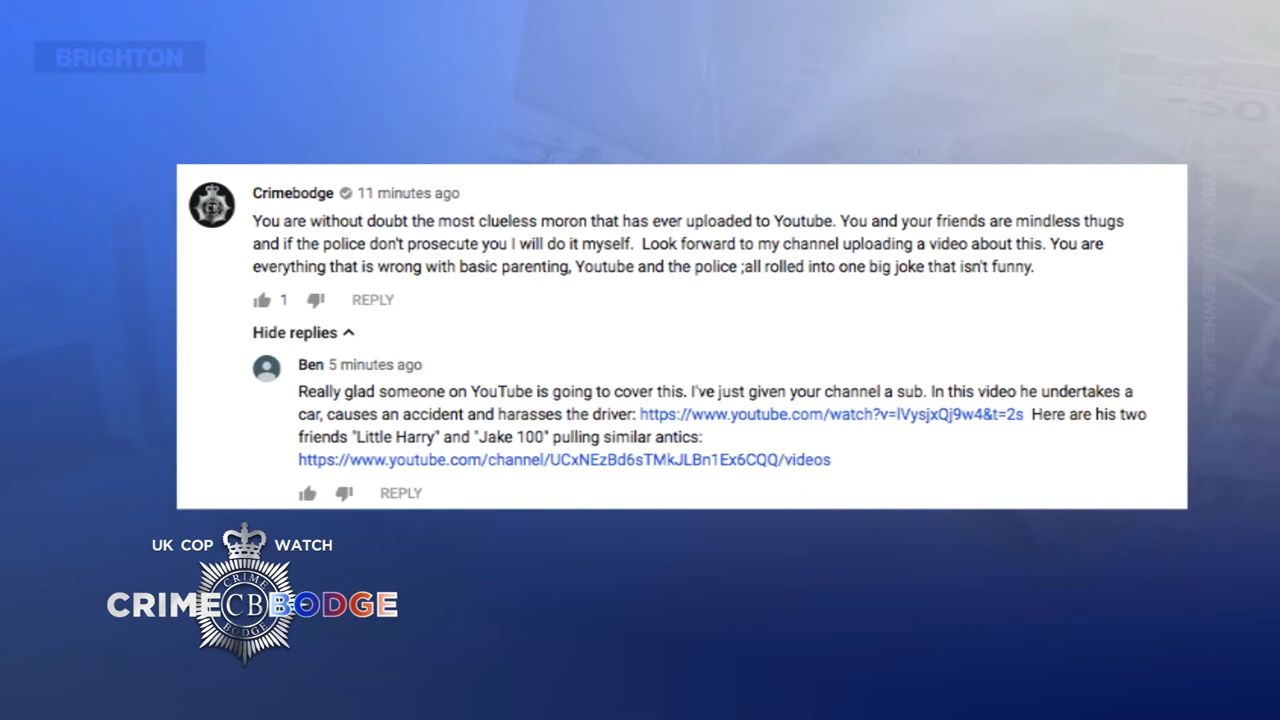 BRIGHTON
Crimebodge 11 minutes ago
You are without doubt the most clueless moron that has ever uploaded to Youtube. You and your friends are mindless thugs
and if the police don't prosecute you I will do it myself.  Look forward to my channel uploading a video about this. You are
everything that is wrong with basic parenting, Youtube and the police ;all rolled into one big joke that isn't funny.
1 REPLY
Hide replies
Ben 5 minutes ago
Really glad someone on YouTube is going to cover this. I've just given your channel a sub. In this video he undertakes a
car, causes an accident and harasses the driver: https://www.youtube.com/watch?v=lVysjxQj9w4&t=2s  Here are his two
friends "Little Harry" and "Jake 100" pulling similar antics:
https://www.youtube.com/channel/UCxNEzBd6sTMkJLBn1Ex6CQQ/videos
REPLY
UK COP WATCH
CRIME
CRIME CB BODGE
BODGE